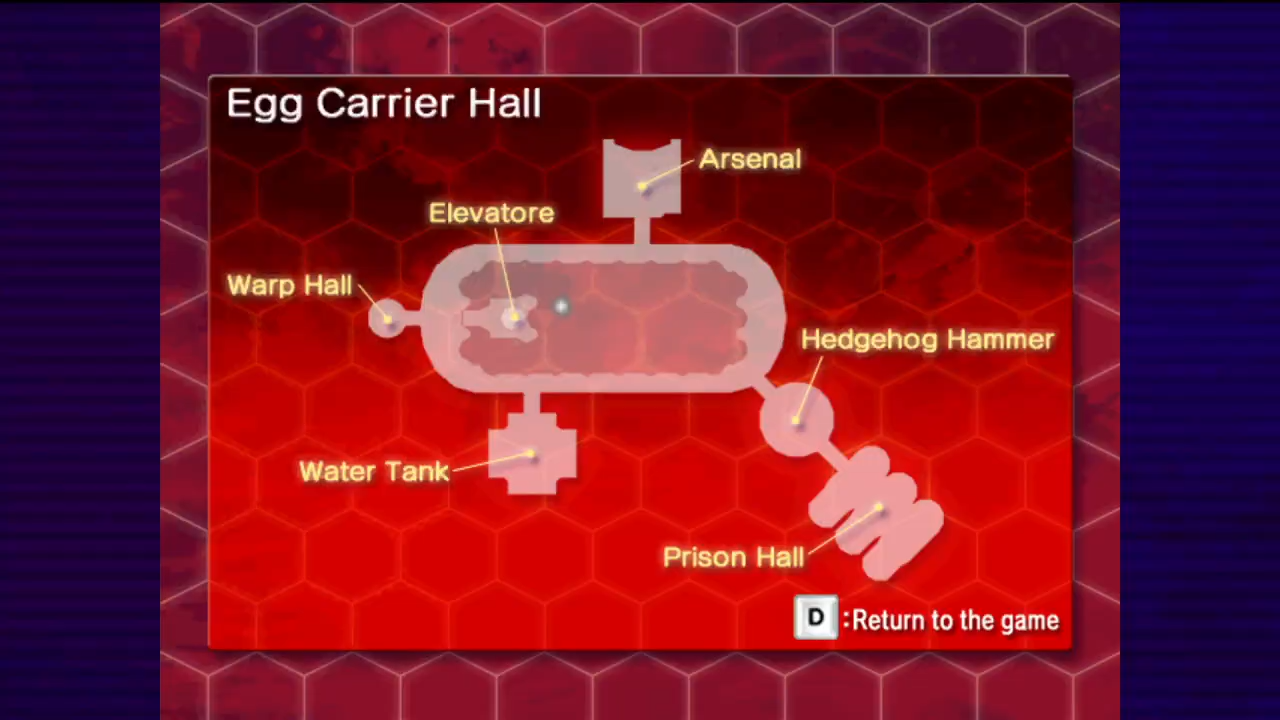 Egg Carrier Hall
Arsenal
Elevatore
Warp Hall
Hedgehog Hammer
Water Tank
Prison Hall
D :Return to the game